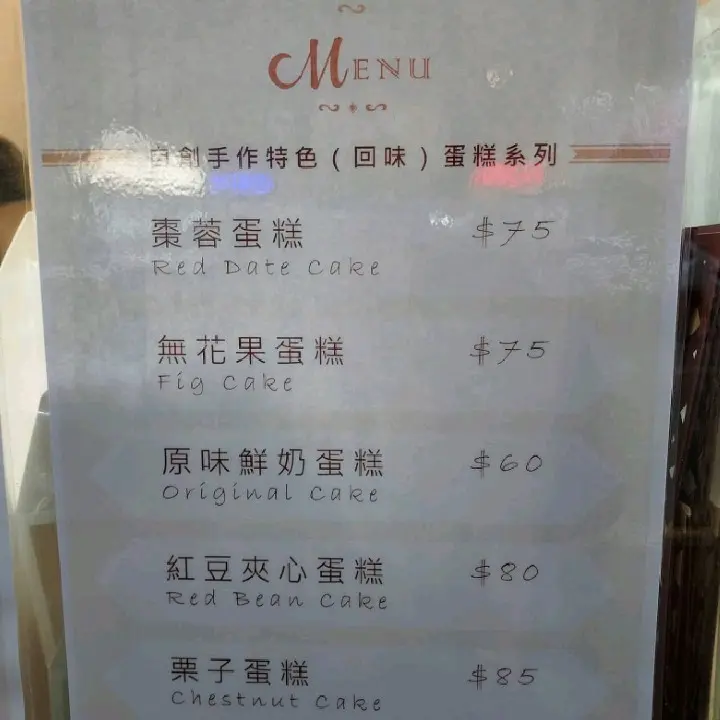 MENU
自創手作特色(回味)蛋糕系列
棗蓉蛋糕 $75
Red Date Cake
無花果蛋糕 $75
Fig Cake
原味鮮奶蛋糕 $60
Original Cake
紅豆夾心蛋糕 $80
Red Bean Cake
栗子蛋糕 $85
Chestnut Cake